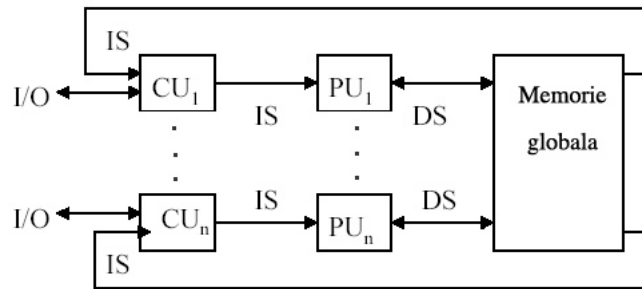 IS
I/O CU1 IS PU1 DS Memorie
globala
I/O CUn IS PUn DS
IS